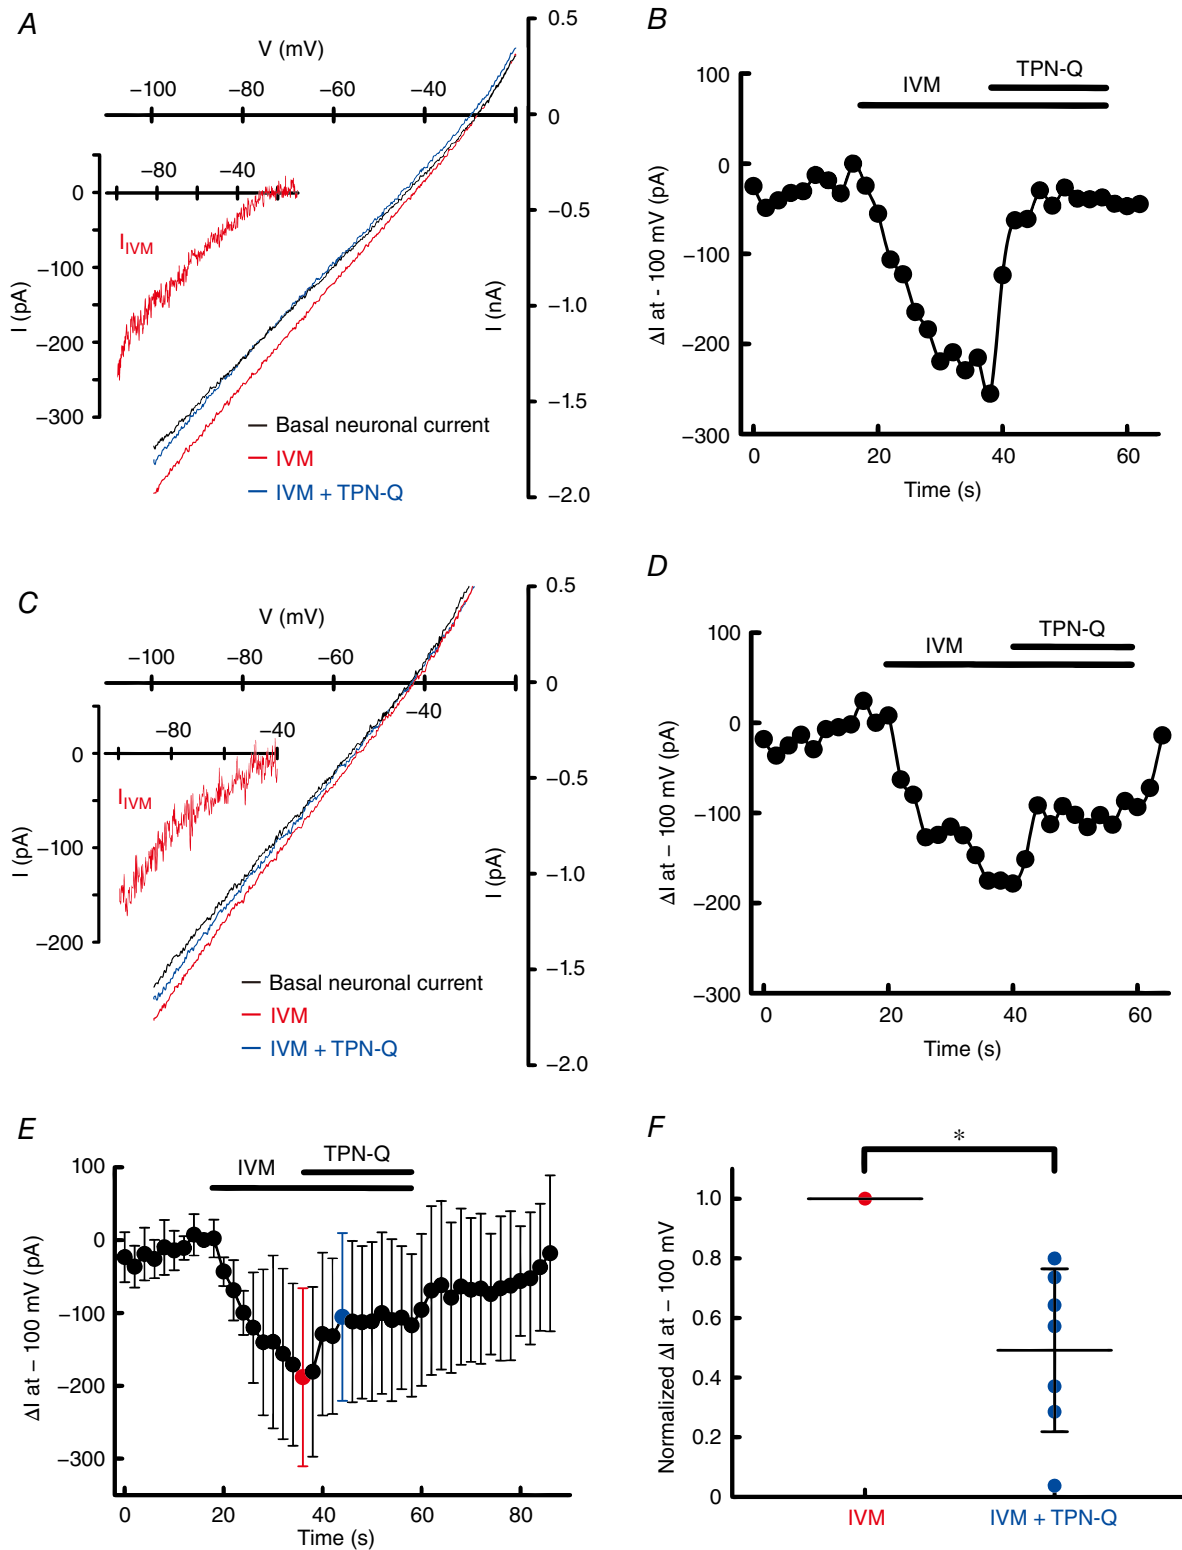 A
V (mV)
−100 −80 −60 −40
0.5
0
−0.5
−1.0
−1.5
−2.0
I (nA)
−80 −40
0
−100
−200
−300
I (pA)
I_IVM
Basal neuronal current
IVM
IVM + TPN-Q
B
TPN-Q
IVM
100
0
−100
−200
−300
ΔI at - 100 mV (pA)
0 20 40 60
Time (s)
C
V (mV)
−100 −80 −60
−40
0.5
0
−0.5
−1.0
−1.5
−2.0
I (pA)
−80 −40
0
−100
−200
I (pA)
I_IVM
Basal neuronal current
IVM
IVM + TPN-Q
D
TPN-Q
IVM
100
0
−100
−200
−300
ΔI at – 100 mV (pA)
0 20 40 60
Time (s)
E
TPN-Q
IVM
100
0
−100
−200
−300
ΔI at – 100 mV (pA)
0 20 40 60 80
Time (s)
F
*
1.0
0.8
0.6
0.4
0.2
0
Normalized ΔI at – 100 mV
IVM IVM + TPN-Q